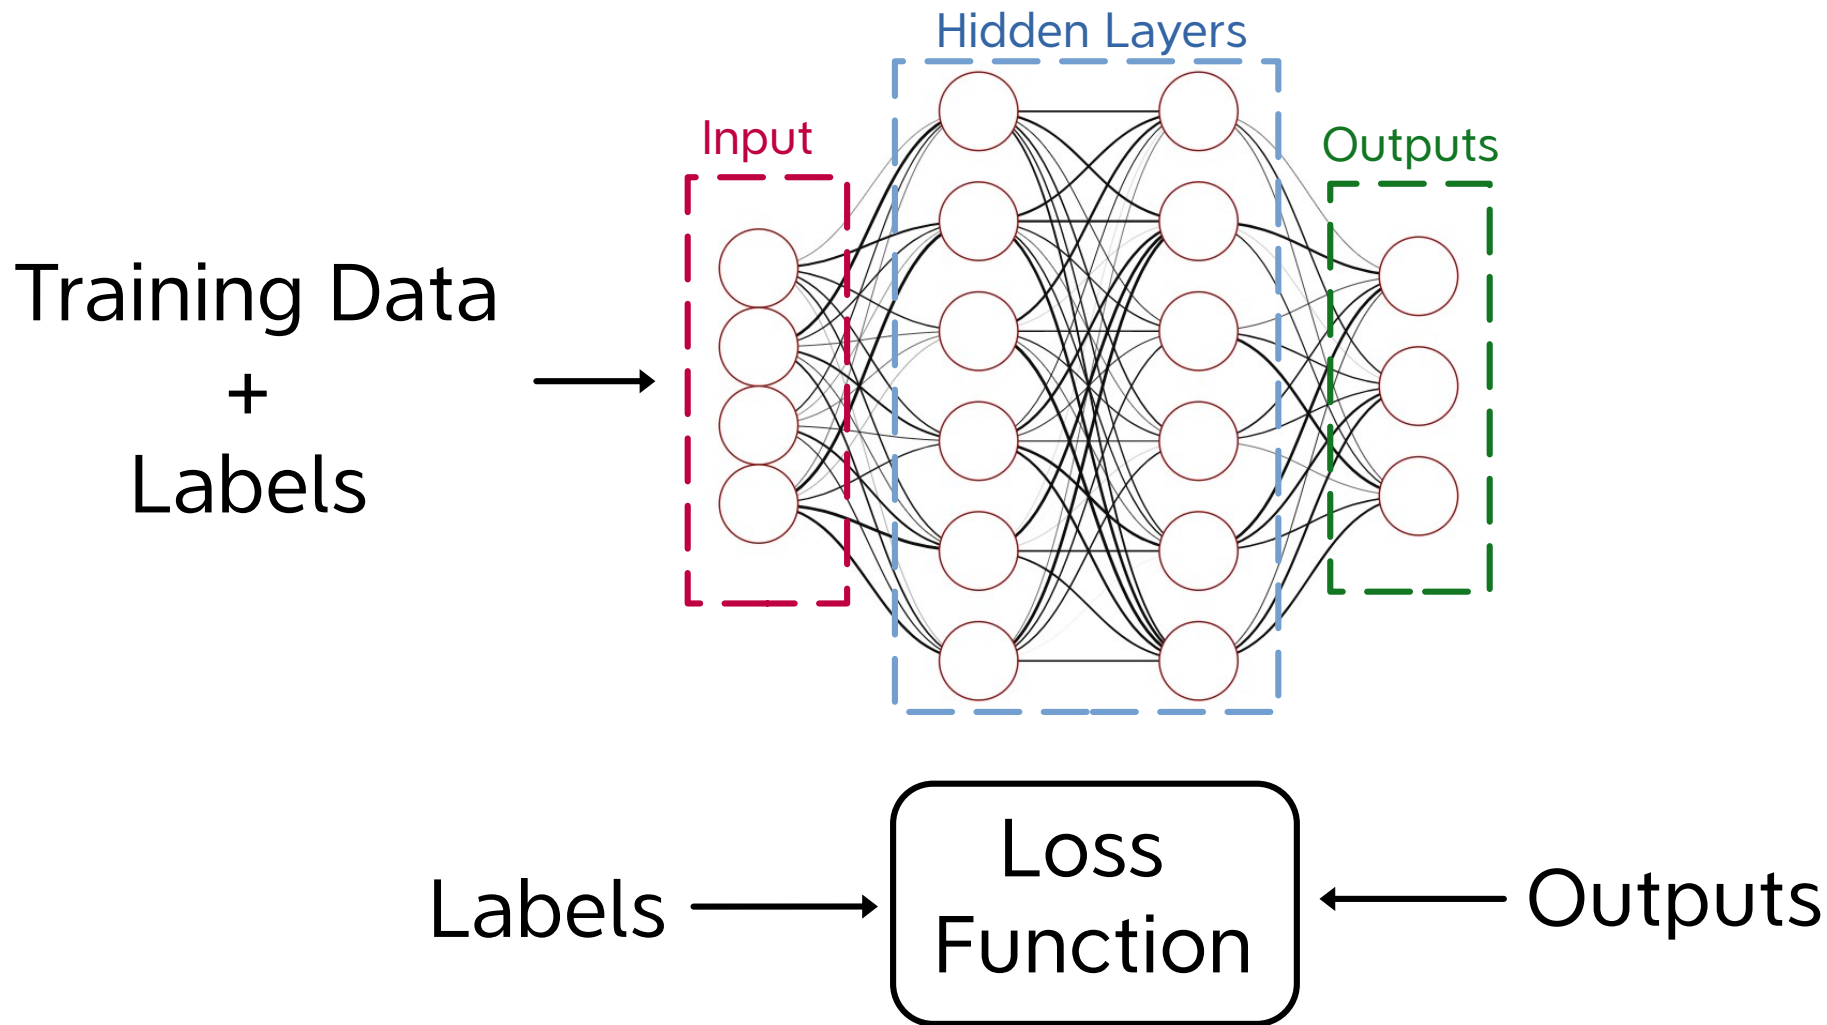 Hidden Layers
Input
Outputs
Training Data
+
Labels
Loss
Function
Labels
Outputs